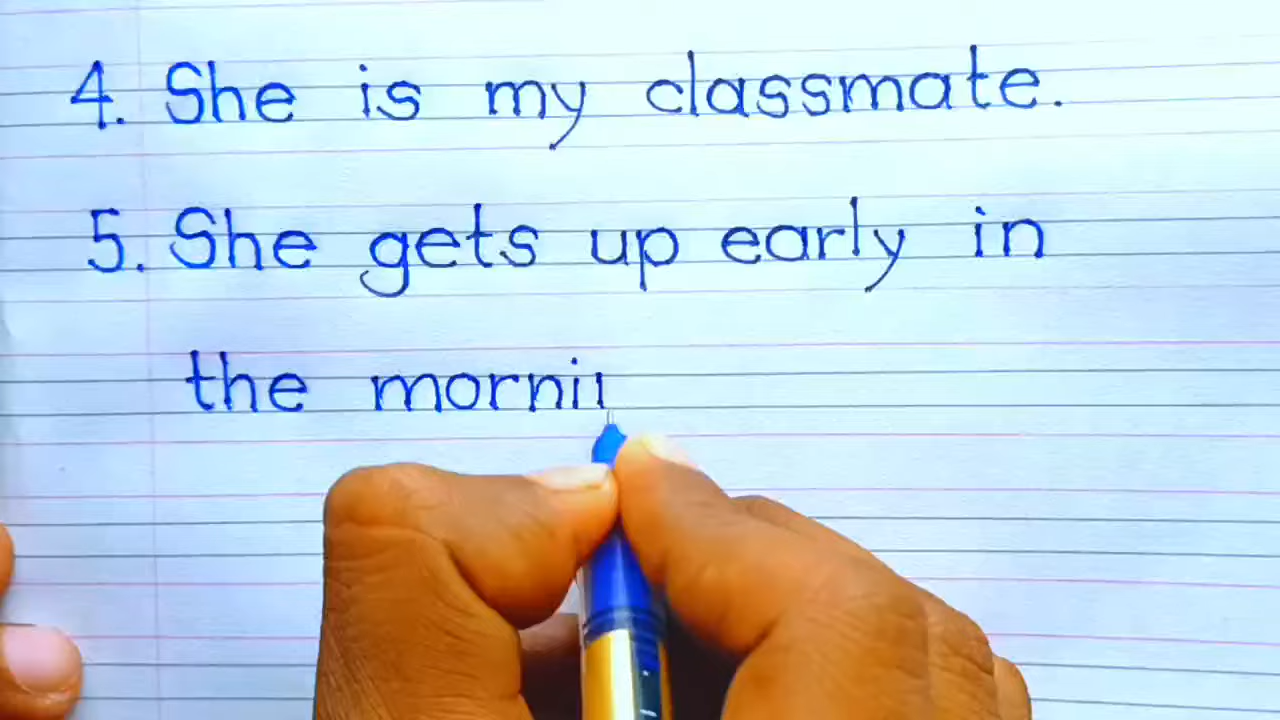 4. She is my classmate.
5. She gets up early in
the morni